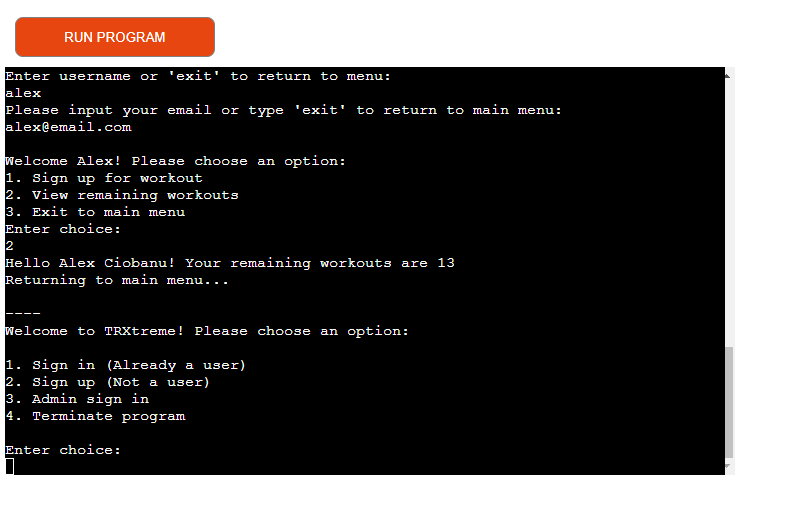 RUN PROGRAM
Enter username or 'exit' to return to menu:
alex
Please input your email or type 'exit' to return to main menu:
alex@email.com
Welcome Alex! Please choose an option:
1. Sign up for workout
2. View remaining workouts
3. Exit to main menu
Enter choice:
2
Hello Alex Ciobanu! Your remaining workouts are 13
Returning to main menu...
----
Welcome to TRXtreme! Please choose an option:
1. Sign in (Already a user)
2. Sign up (Not a user)
3. Admin sign in
4. Terminate program
Enter choice: